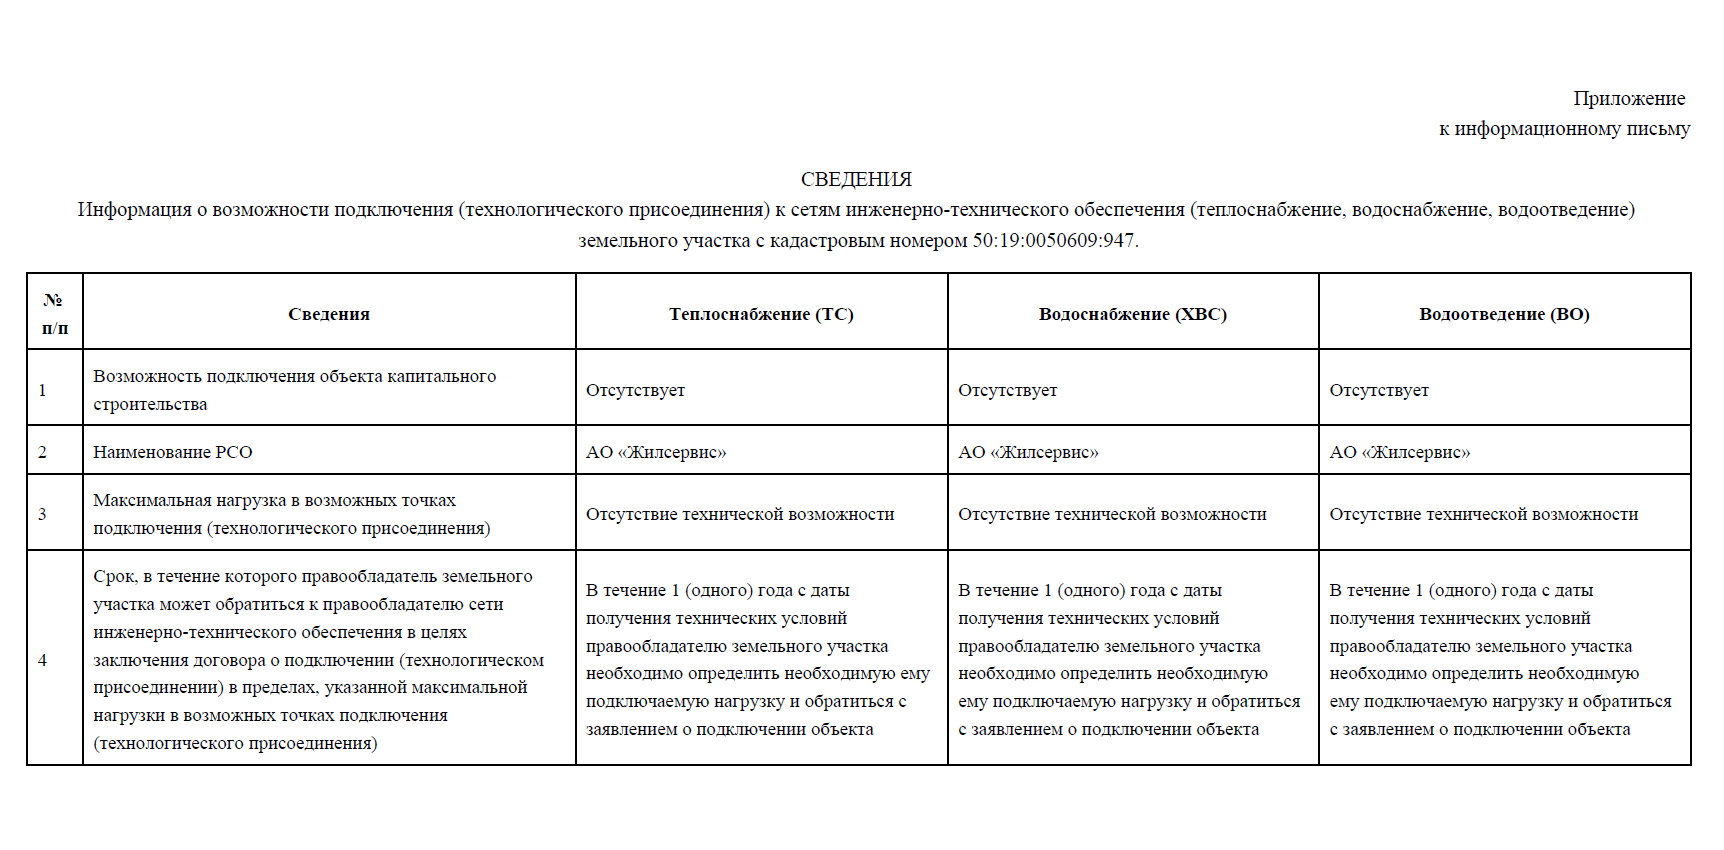 Приложение
к информационному письму
СВЕДЕНИЯ
Информация о возможности подключения (технологического присоединения) к сетям инженерно-технического обеспечения (теплоснабжение, водоснабжение, водоотведение)
земельного участка с кадастровым номером 50:19:0050609:947.
№
п/п
Сведения
Теплоснабжение (ТС)
Водоснабжение (ХВС)
Водоотведение (ВО)
1
Возможность подключения объекта капитального
строительства
Отсутствует
Отсутствует
Отсутствует
2
Наименование РСО
АО «Жилсервис»
АО «Жилсервис»
АО «Жилсервис»
3
Максимальная нагрузка в возможных точках
подключения (технологического присоединения)
Отсутствие технической возможности
Отсутствие технической возможности
Отсутствие технической возможности
4
Срок, в течение которого правообладатель земельного
участка может обратиться к правообладателю сети
инженерно-технического обеспечения в целях
заключения договора о подключении (технологическом
присоединении) в пределах, указанной максимальной
нагрузки в возможных точках подключения
(технологического присоединения)
В течение 1 (одного) года с даты
получения технических условий
правообладателю земельного участка
необходимо определить необходимую ему
подключаемую нагрузку и обратиться с
заявлением о подключении объекта
В течение 1 (одного) года с даты
получения технических условий
правообладателю земельного участка
необходимо определить необходимую
ему подключаемую нагрузку и обратиться
с заявлением о подключении объекта
В течение 1 (одного) года с даты
получения технических условий
правообладателю земельного участка
необходимо определить необходимую
ему подключаемую нагрузку и обратиться
с заявлением о подключении объекта